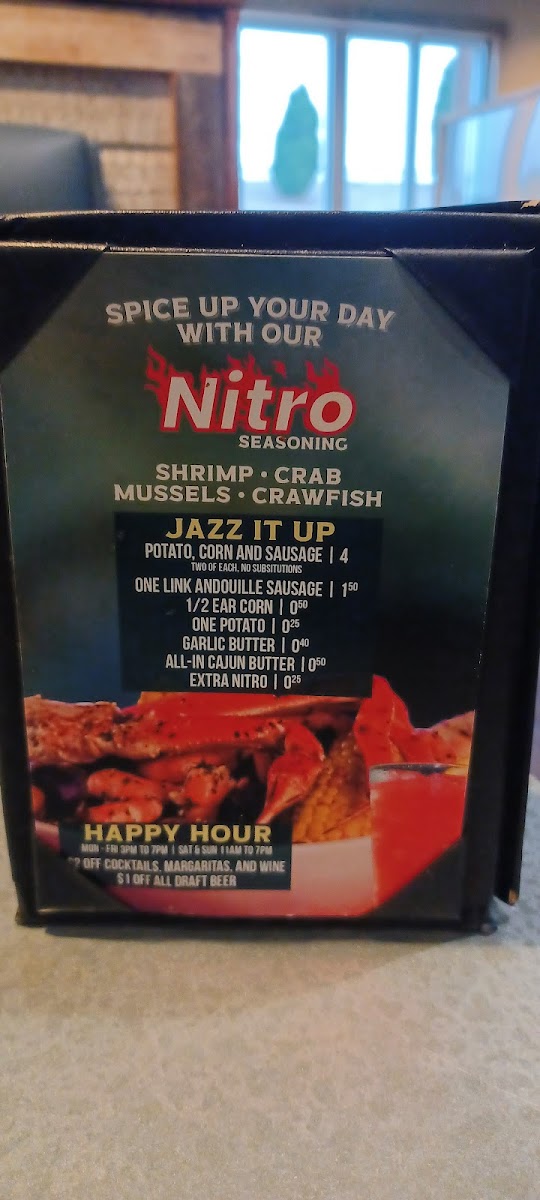 SPICE UP YOUR DAY
WITH OUR
Nitro
SEASONING
SHRIMP • CRAB
MUSSELS • CRAWFISH
JAZZ IT UP
POTATO, CORN AND SAUSAGE | 4
TWO OF EACH, NO SUBSITUTIONS
ONE LINK ANDOUILLE SAUSAGE | 1⁵⁰
1/2 EAR CORN | 0⁵⁰
ONE POTATO | 0²⁵
GARLIC BUTTER | 0⁴⁰
ALL-IN CAJUN BUTTER | 0⁵⁰
EXTRA NITRO | 0²⁵
HAPPY HOUR
MON - FRI 3PM TO 7PM | SAT & SUN 11AM TO 7PM
$2 OFF COCKTAILS, MARGARITAS, AND WINE
$1 OFF ALL DRAFT BEER